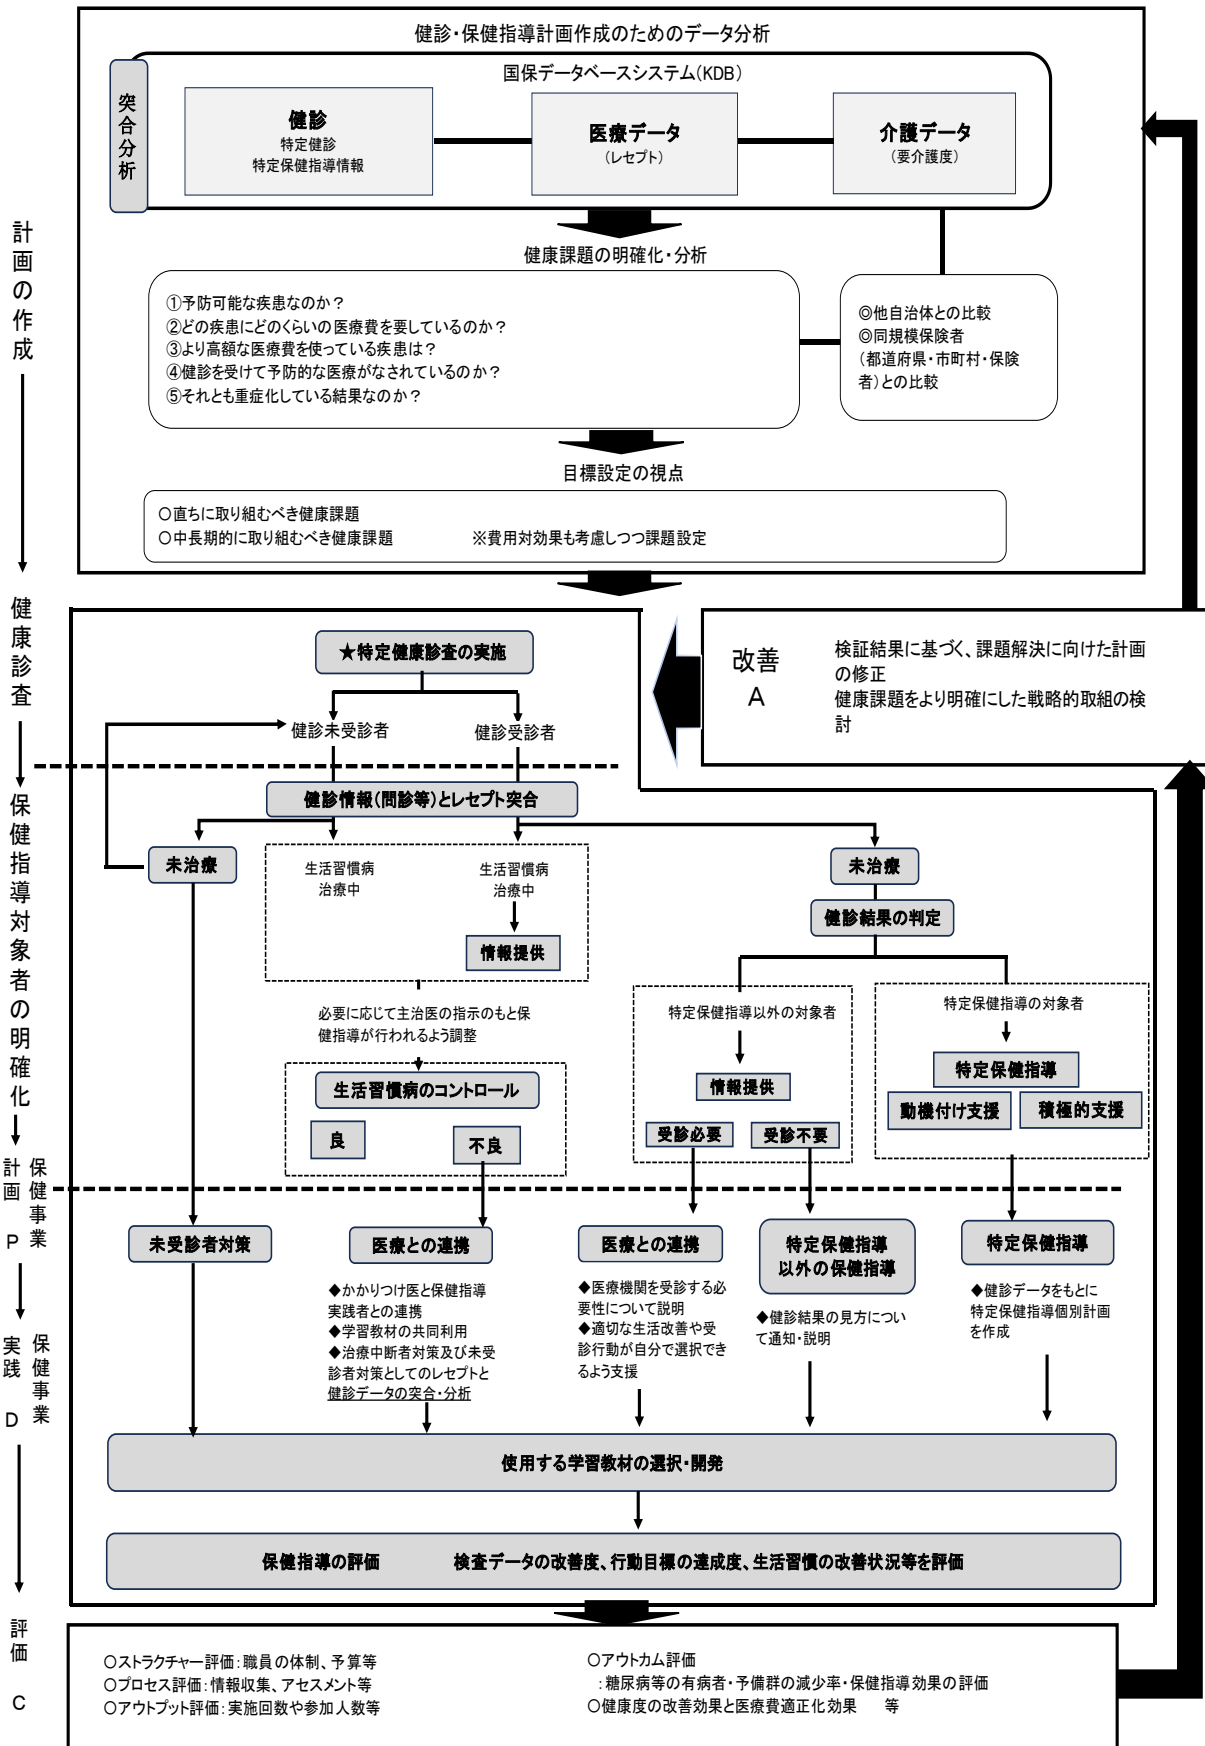 健診・保健指導計画作成のためのデータ分析
国保データベースシステム(KDB)
突合分析
健診
特定健診
特定保健指導情報
医療データ
(レセプト)
介護データ
(要介護度)
健康課題の明確化・分析
①予防可能な疾患なのか?
②どの疾患にどのくらいの医療費を要しているのか?
③より高額な医療費を使っている疾患は?
④健診を受けて予防的な医療がなされているのか?
⑤それとも重症化している結果なのか?
◎他自治体との比較
◎同規模保険者
(都道府県・市町村・保険
者)との比較
目標設定の視点
○直ちに取り組むべき健康課題
○中長期的に取り組むべき健康課題 ※費用対効果も考慮しつつ課題設定
計画の作成
健康診査
保健指導対象者の明確化
保健事業
計画 P
保健事業
実践 D
評価 C
改善
A
検証結果に基づく、課題解決に向けた計画
の修正
健康課題をより明確にした戦略的取組の検
討
★特定健康診査の実施
健診未受診者
健診受診者
健診情報(問診等)とレセプト突合
未治療
生活習慣病
治療中
生活習慣病
治療中
情報提供
未治療
健診結果の判定
必要に応じて主治医の指示のもと保
健指導が行われるよう調整
生活習慣病のコントロール
良
不良
特定保健指導以外の対象者
情報提供
受診必要
受診不要
特定保健指導の対象者
特定保健指導
動機付け支援
積極的支援
未受診者対策
医療との連携
◆かかりつけ医と保健指導
実践者との連携
◆学習教材の共同利用
◆治療中断者対策及び未受
診者対策としてのレセプトと
健診データの突合・分析
医療との連携
◆医療機関を受診する必
要性について説明
◆適切な生活改善や受
診行動が自分で選択でき
るよう支援
特定保健指導
以外の保健指導
◆健診結果の見方につい
て通知・説明
特定保健指導
◆健診データをもとに
特定保健指導個別計画
を作成
使用する学習教材の選択・開発
保健指導の評価 検査データの改善度、行動目標の達成度、生活習慣の改善状況等を評価
○ストラクチャー評価:職員の体制、予算等
○プロセス評価:情報収集、アセスメント等
○アウトプット評価:実施回数や参加人数等
○アウトカム評価
:糖尿病等の有病者・予備群の減少率・保健指導効果の評価
○健康度の改善効果と医療費適正化効果 等